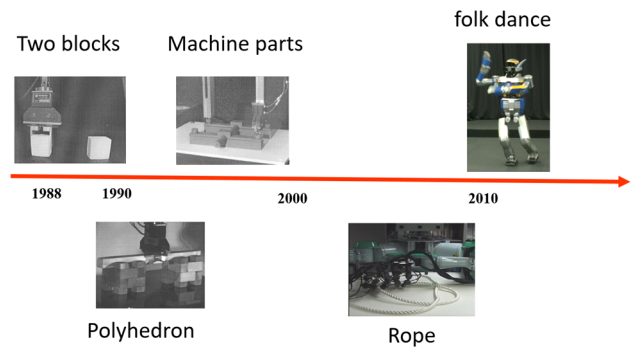 folk dance
Two blocks
Machine parts
1988
1990
2000
2010
Polyhedron
Rope